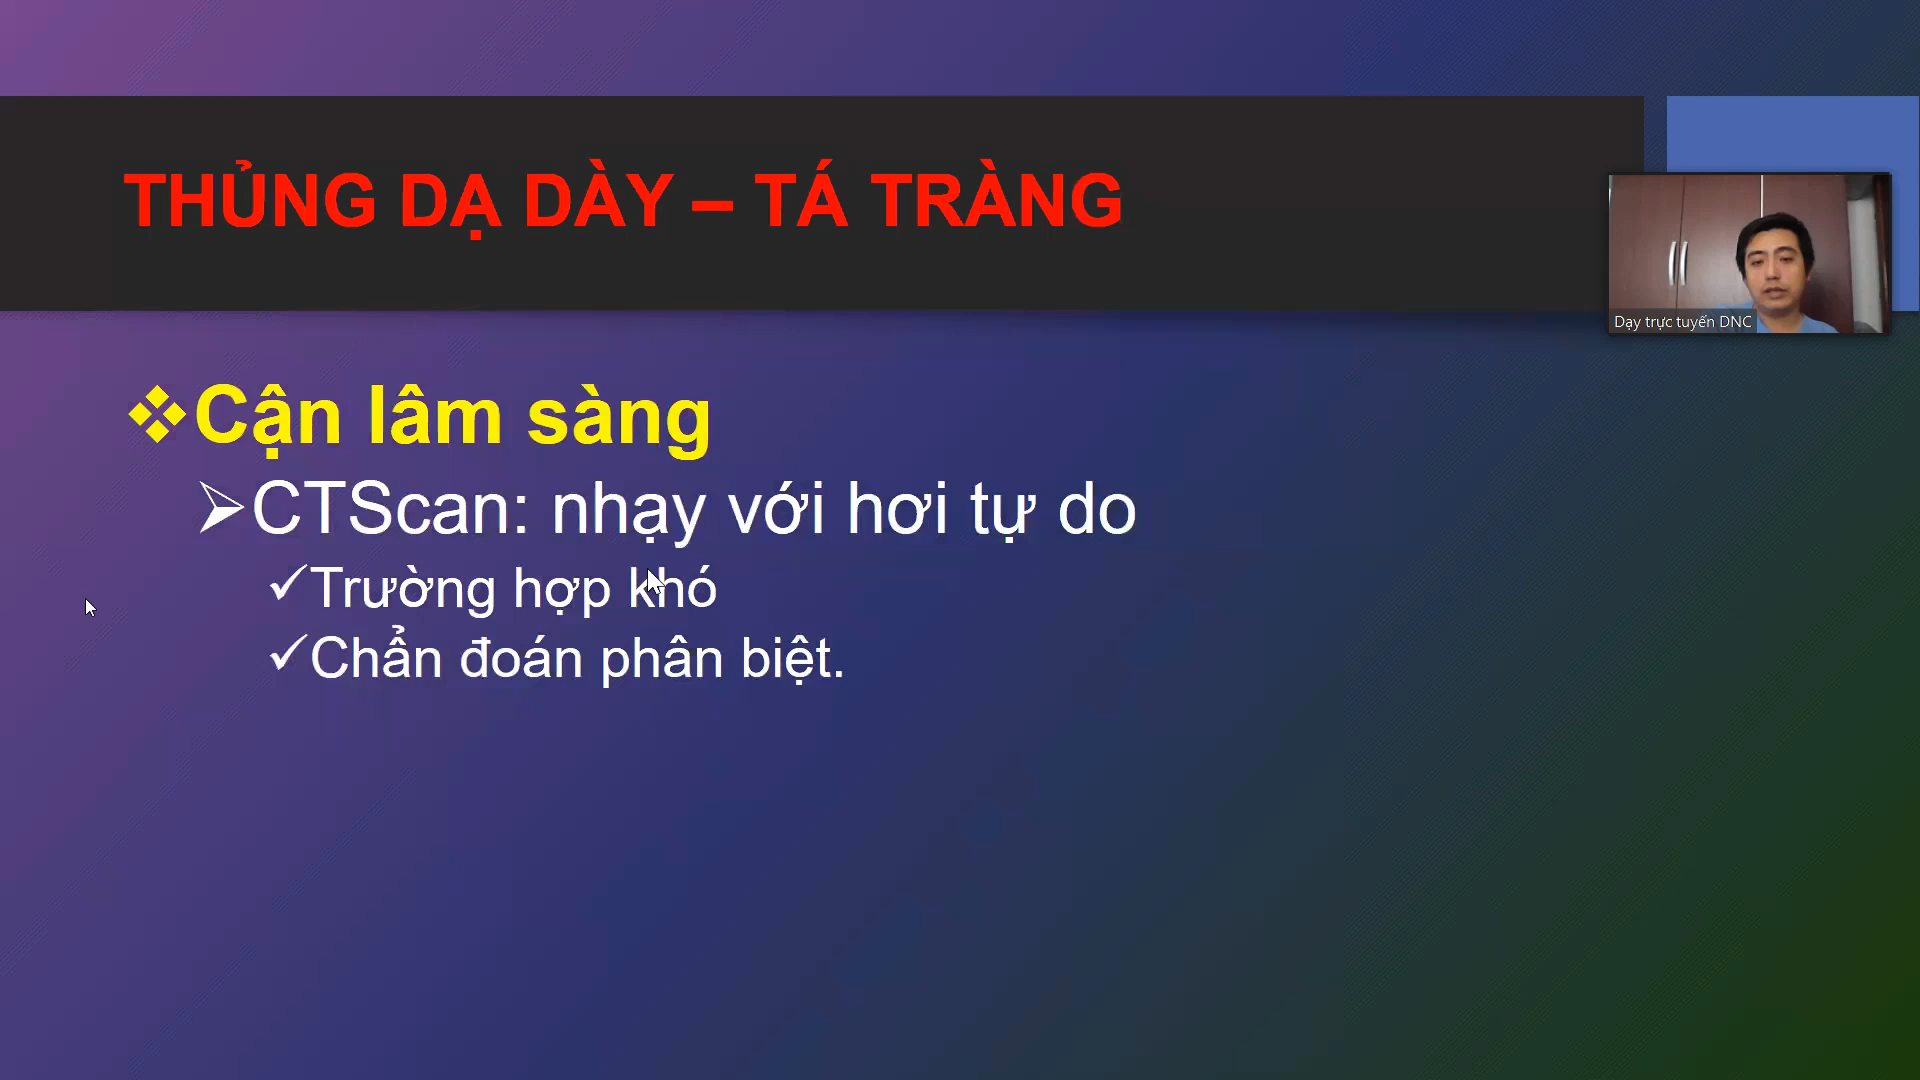 THỦNG DẠ DÀY – TÁ TRÀNG
Dạy trực tuyến DNC
Cận lâm sàng
CTScan: nhạy với hơi tự do
Trường hợp khó
Chẩn đoán phân biệt.